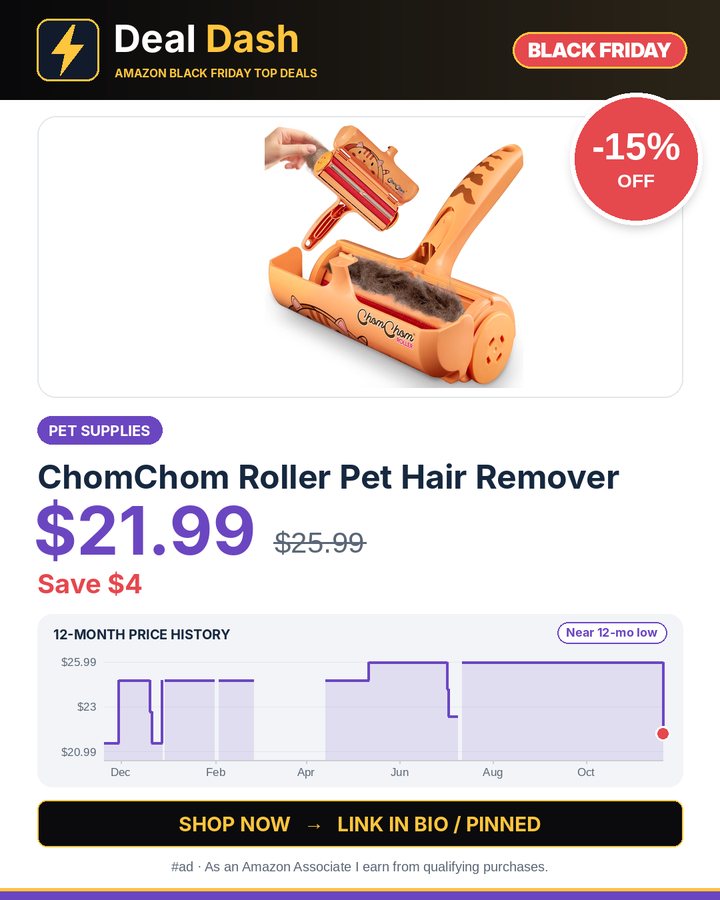 Deal Dash
AMAZON BLACK FRIDAY TOP DEALS
BLACK FRIDAY
-15%
OFF
ChomChom
ROLLER
PET SUPPLIES
ChomChom Roller Pet Hair Remover
$21.99 $25.99
Save $4
12-MONTH PRICE HISTORY
Near 12-mo low
$25.99
$23
$20.99
Dec Feb Apr Jun Aug Oct
SHOP NOW → LINK IN BIO / PINNED
#ad · As an Amazon Associate I earn from qualifying purchases.